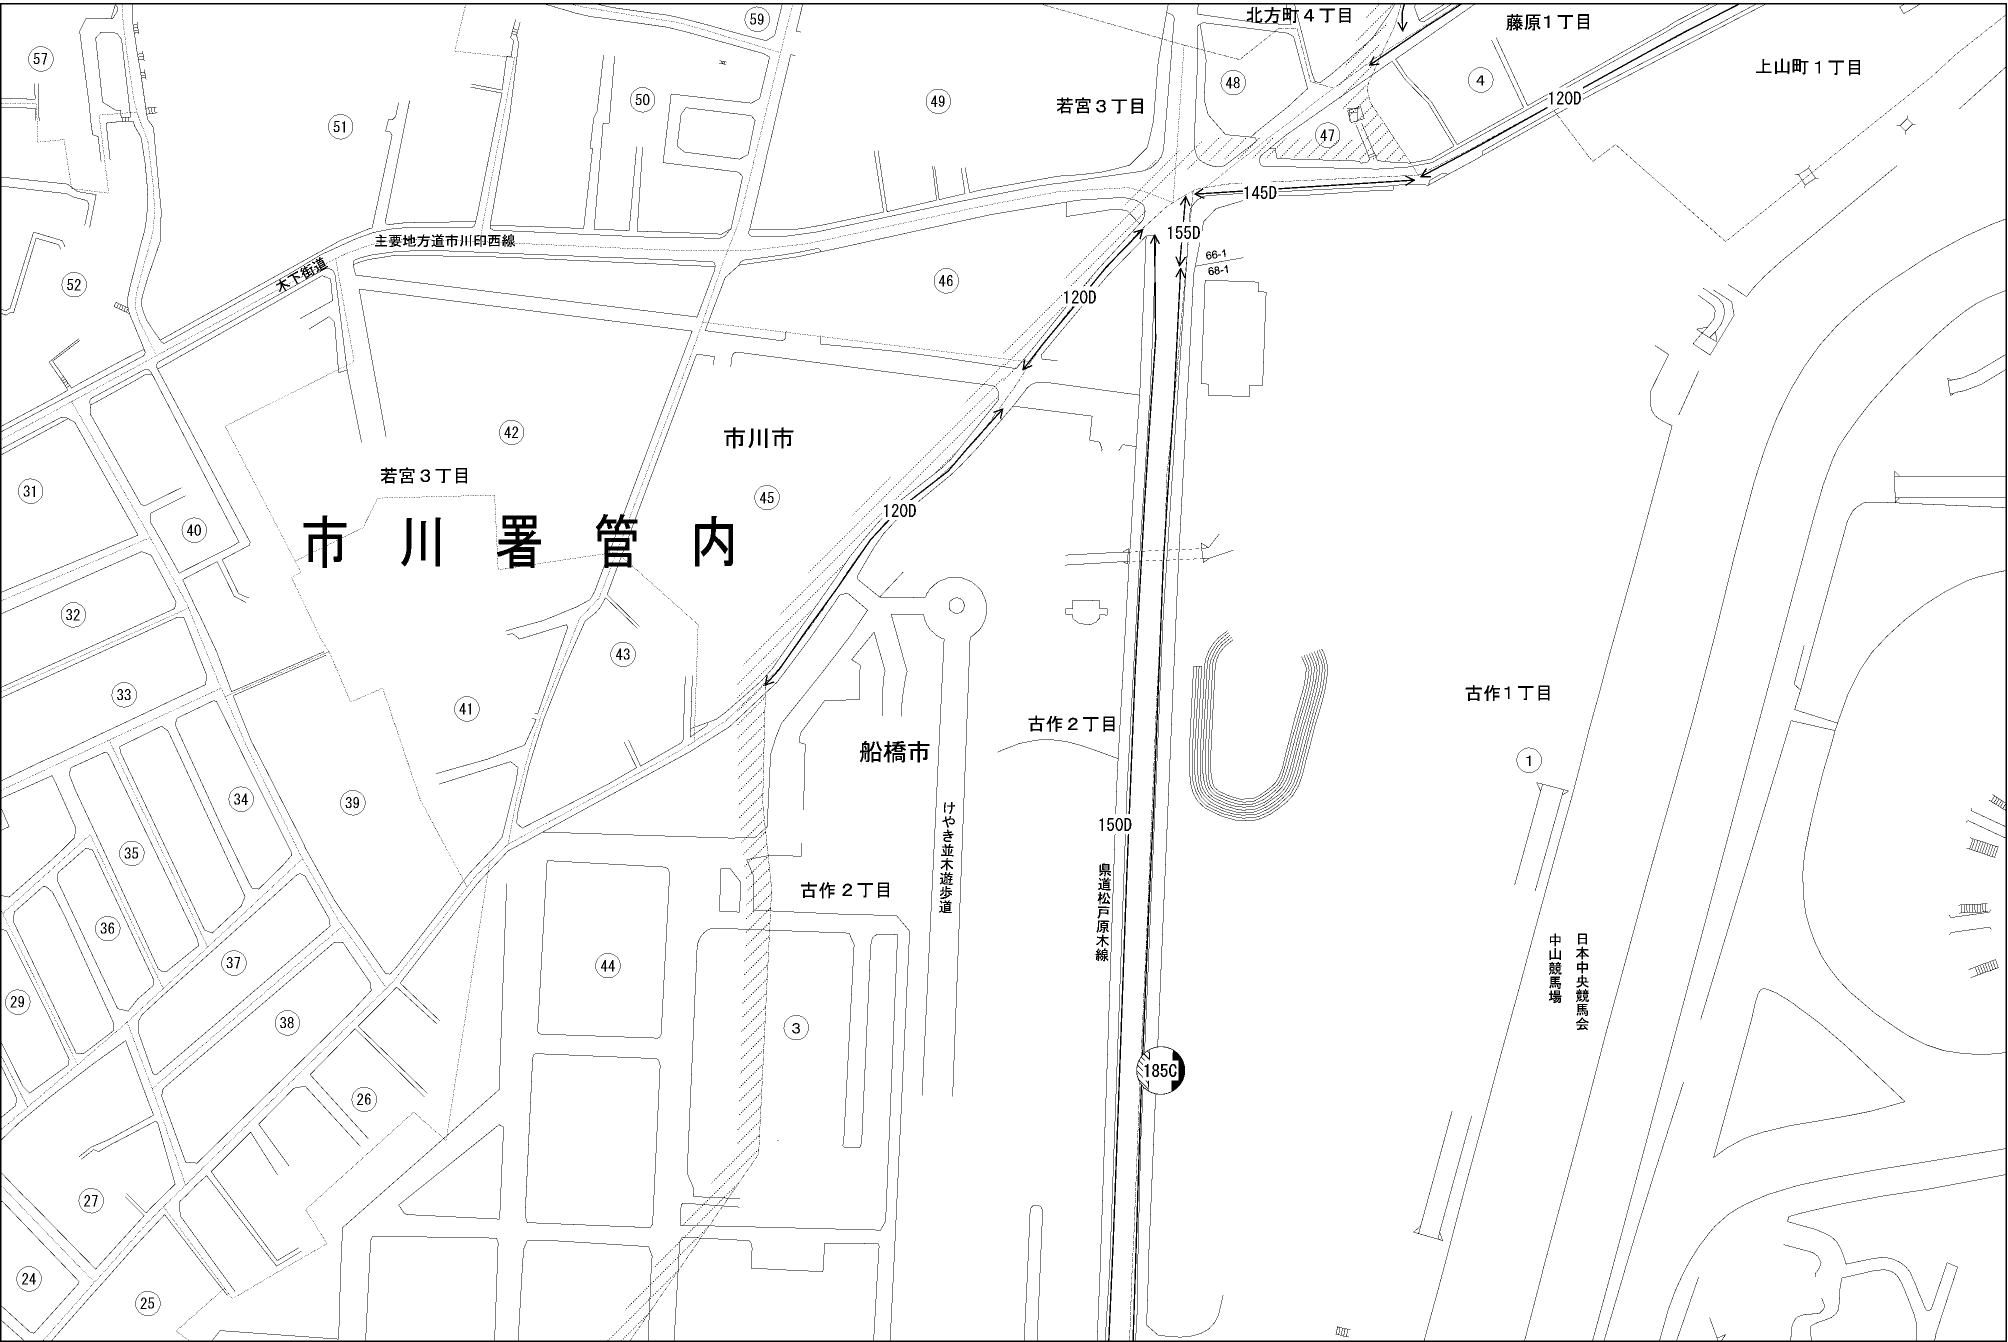 59
北方町４丁目
藤原１丁目
57
上山町１丁目
4
48
50
49
若宮３丁目
120D
51
47
145D
155D
主要地方道市川印西線
66-1
68-1
木下街道
52
46
120D
42
市川市
若宮３丁目
31
45
40
120D
市川署管内
32
43
33
41
古作１丁目
古作２丁目
船橋市
1
34
39
けやき並木遊歩道
150D
35
県道松戸原木線
古作２丁目
36
37
44
日本中央競馬会
中山競馬場
29
38
3
185C
26
27
24
25